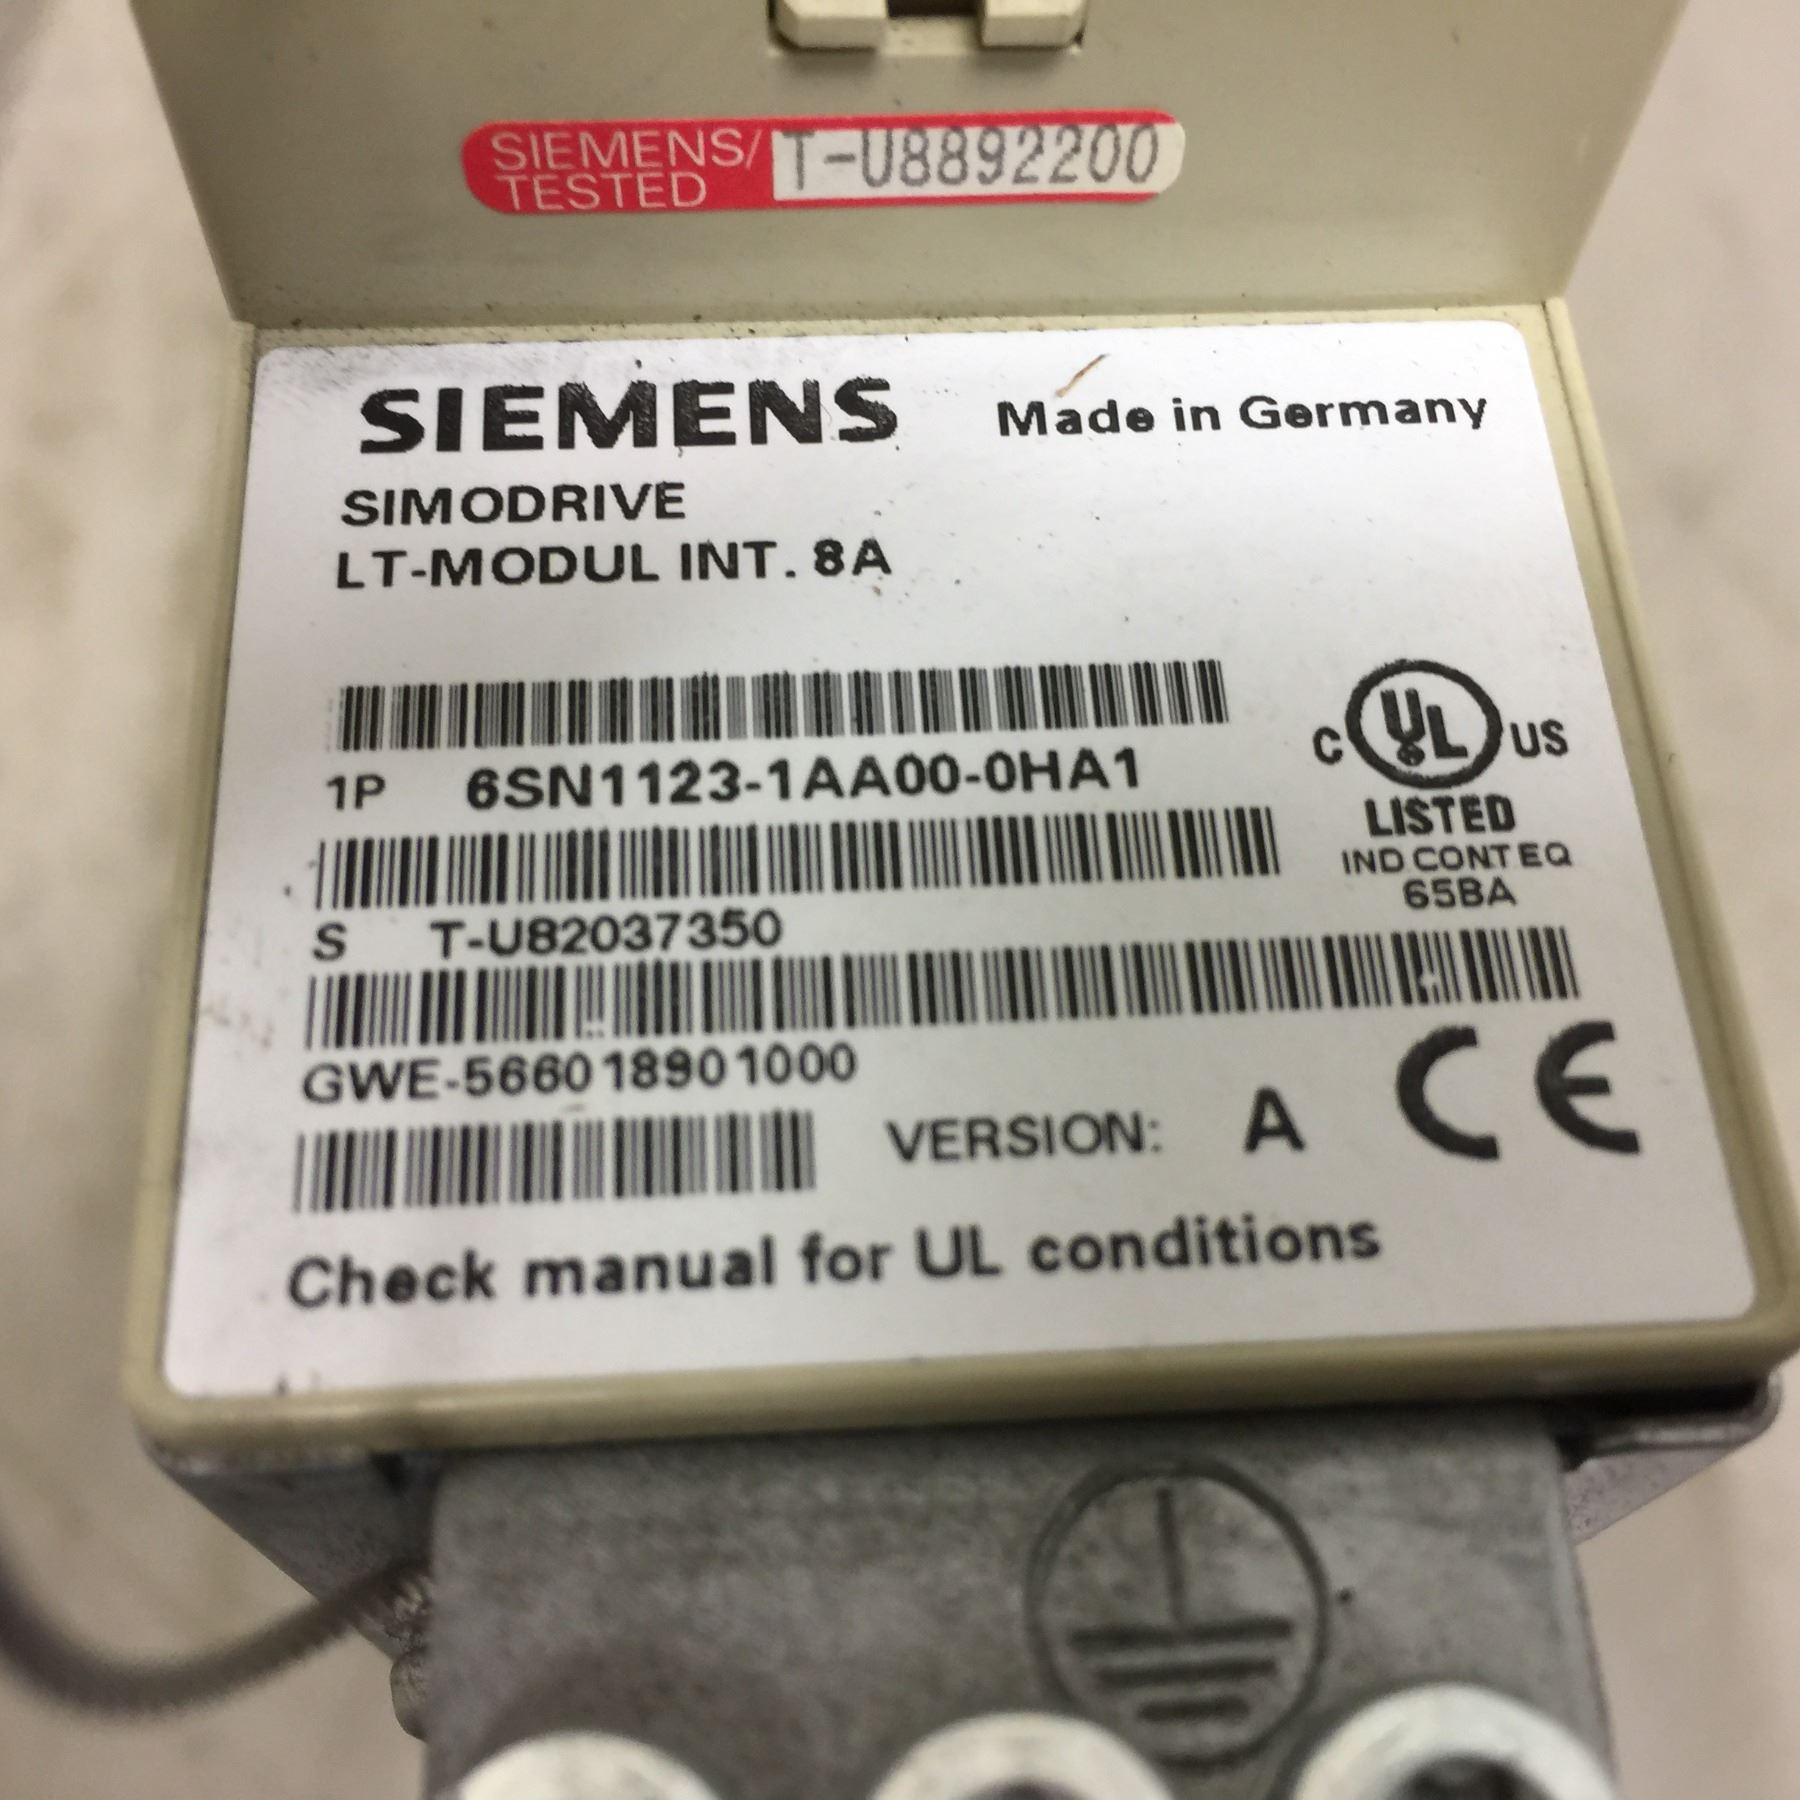 SIEMENS/ T-U8892200
TESTED
SIEMENS Made in Germany
SIMODRIVE
LT-MODUL INT. 8A
1P 6SN1123-1AA00-0HA1
C UL US
LISTED
IND CONT EQ
65BA
S T-U82037350
GWE-566018901000
VERSION: A CE
Check manual for UL conditions